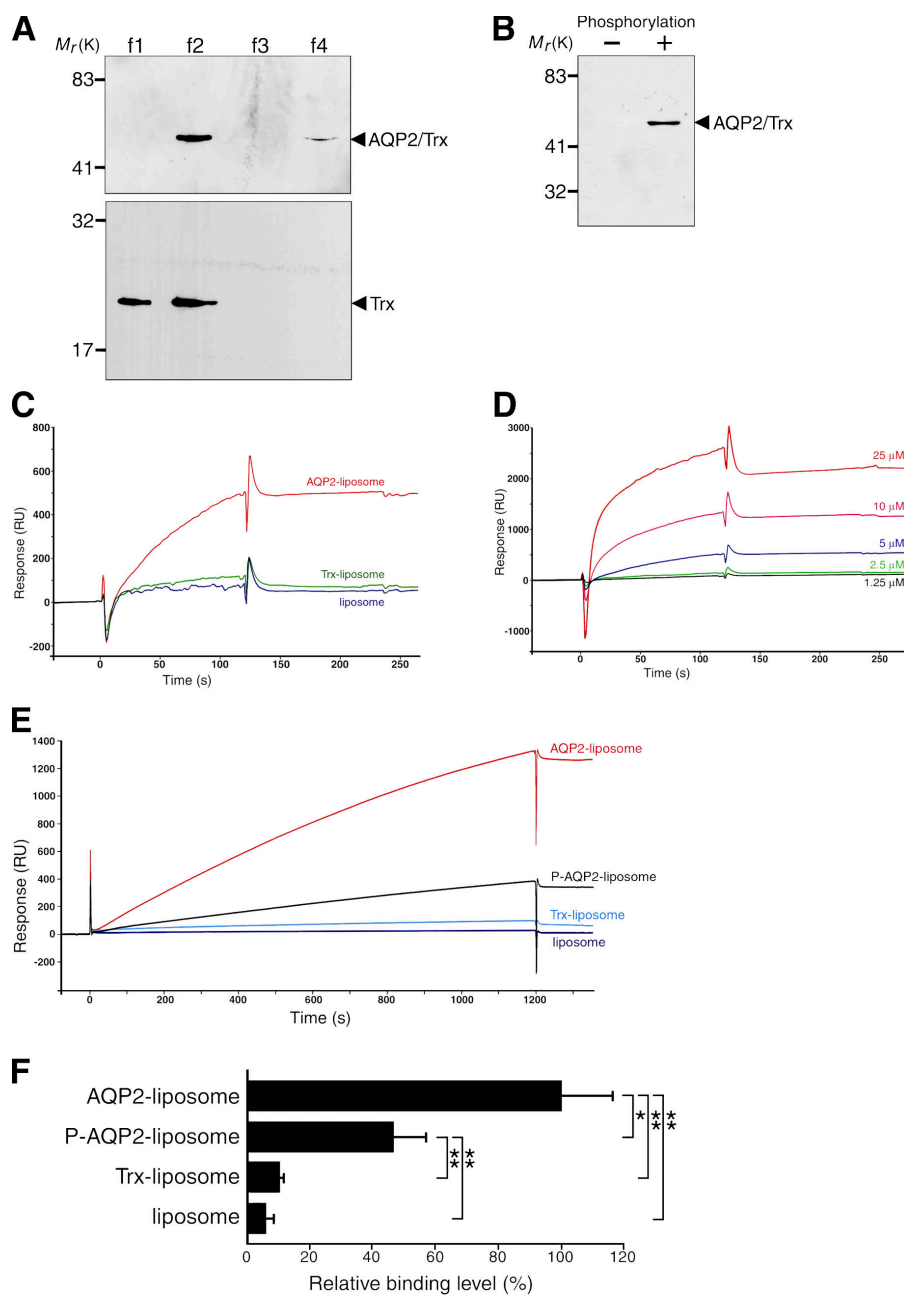 A
Mr(K) f1 f2 f3 f4
83
AQP2/Trx
41
32
Trx
17
B
Phosphorylation
Mr(K) − +
83
AQP2/Trx
41
32
C
Response (RU)
800
600
400
200
0
-200
AQP2-liposome
Trx-liposome
liposome
0 50 100 150 200 250
Time (s)
D
Response (RU)
3000
2000
1000
0
-1000
25 µM
10 µM
5 µM
2.5 µM
1.25 µM
0 50 100 150 200 250
Time (s)
E
Response (RU)
1400
1200
1000
800
600
400
200
0
-200
AQP2-liposome
P-AQP2-liposome
Trx-liposome
liposome
0 200 400 600 800 1000 1200
Time (s)
F
AQP2-liposome
P-AQP2-liposome
Trx-liposome
liposome
* ** **
** **
0 20 40 60 80 100 120
Relative binding level (%)